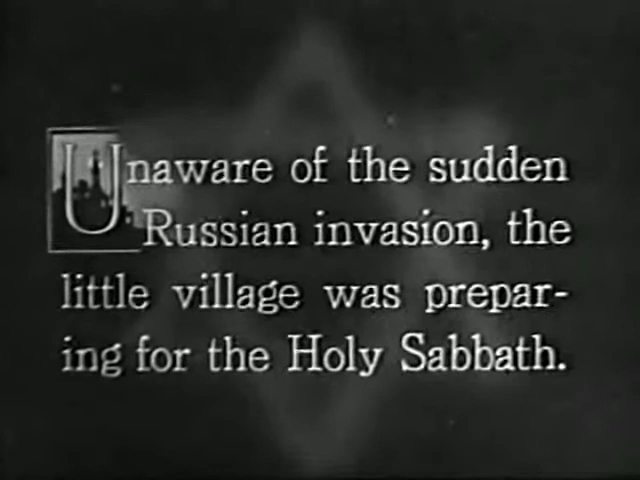 Unaware of the sudden
Russian invasion, the
little village was prepar-
ing for the Holy Sabbath.